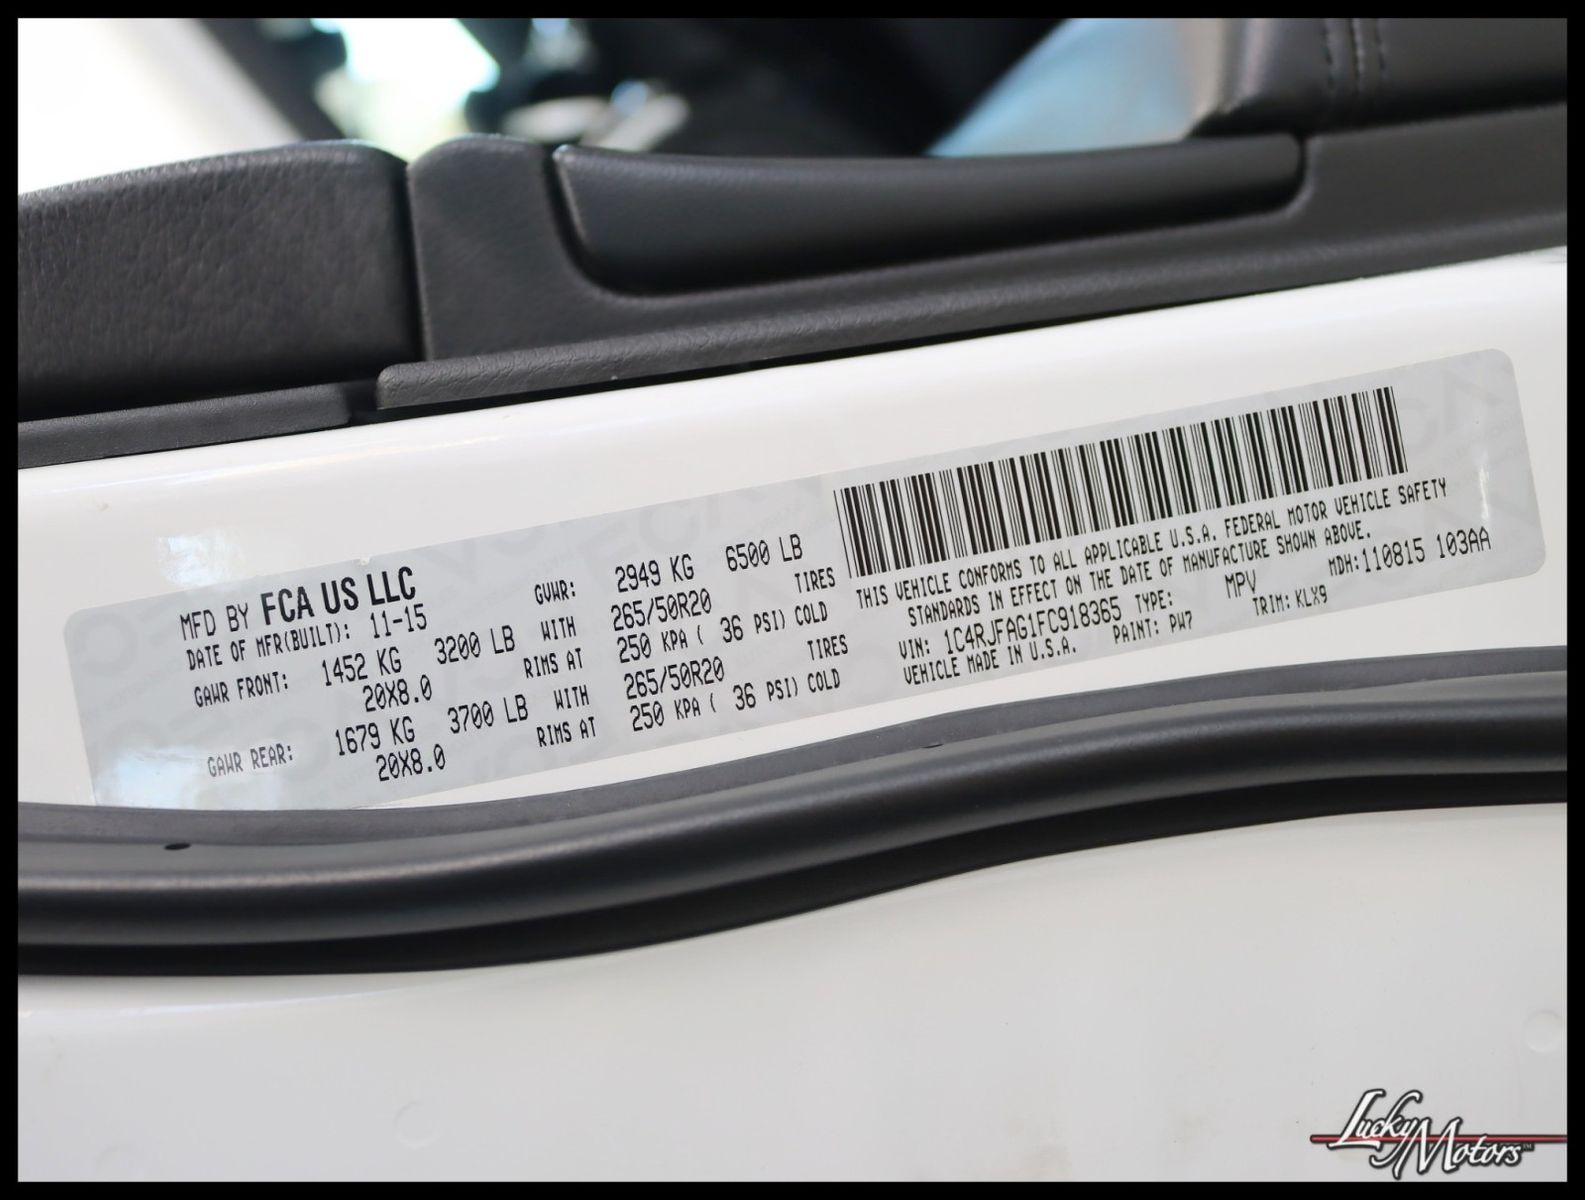 MFD BY FCA US LLC
DATE OF MFR(BUILT): 11-15 GVWR: 2949 KG 6500 LB
GAWR FRONT: 1452 KG 3200 LB WITH 265/50R20 TIRES
20X8.0 RIMS AT 250 KPA ( 36 PSI) COLD
GAWR REAR: 1679 KG 3700 LB WITH 265/50R20 TIRES
20X8.0 RIMS AT 250 KPA ( 36 PSI) COLD
THIS VEHICLE CONFORMS TO ALL APPLICABLE U.S.A. FEDERAL MOTOR VEHICLE SAFETY
STANDARDS IN EFFECT ON THE DATE OF MANUFACTURE SHOWN ABOVE.
VIN: 1C4RJFAG1FC918365 TYPE: MPV MDH:110815 103AA
VEHICLE MADE IN U.S.A. PAINT: PW7 TRIM: KLX9
Lucky Motors™